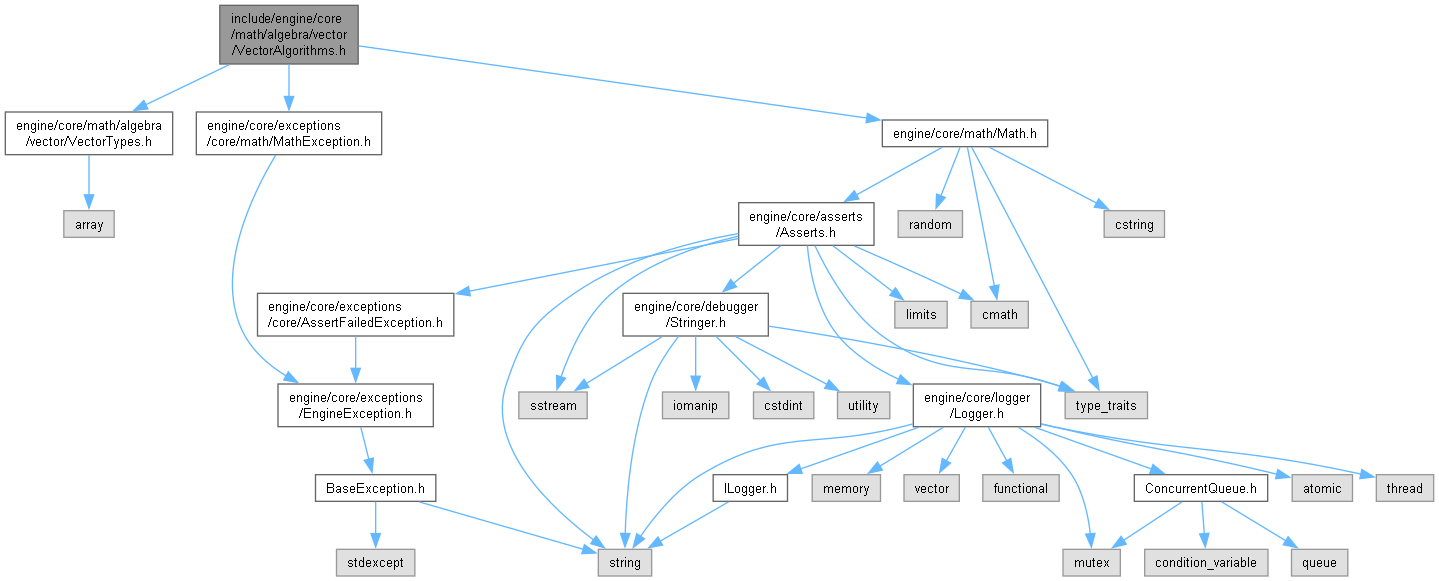 include/engine/core
/math/algebra/vector
/VectorAlgorithms.h
engine/core/math/algebra
/vector/VectorTypes.h
engine/core/exceptions
/core/math/MathException.h
engine/core/math/Math.h
array
engine/core/asserts
/Asserts.h
random
cstring
engine/core/exceptions
/core/AssertFailedException.h
engine/core/debugger
/Stringer.h
limits
cmath
engine/core/exceptions
/EngineException.h
sstream
iomanip
cstdint
utility
engine/core/logger
/Logger.h
type_traits
BaseException.h
ILogger.h
memory
vector
functional
ConcurrentQueue.h
atomic
thread
stdexcept
string
mutex
condition_variable
queue